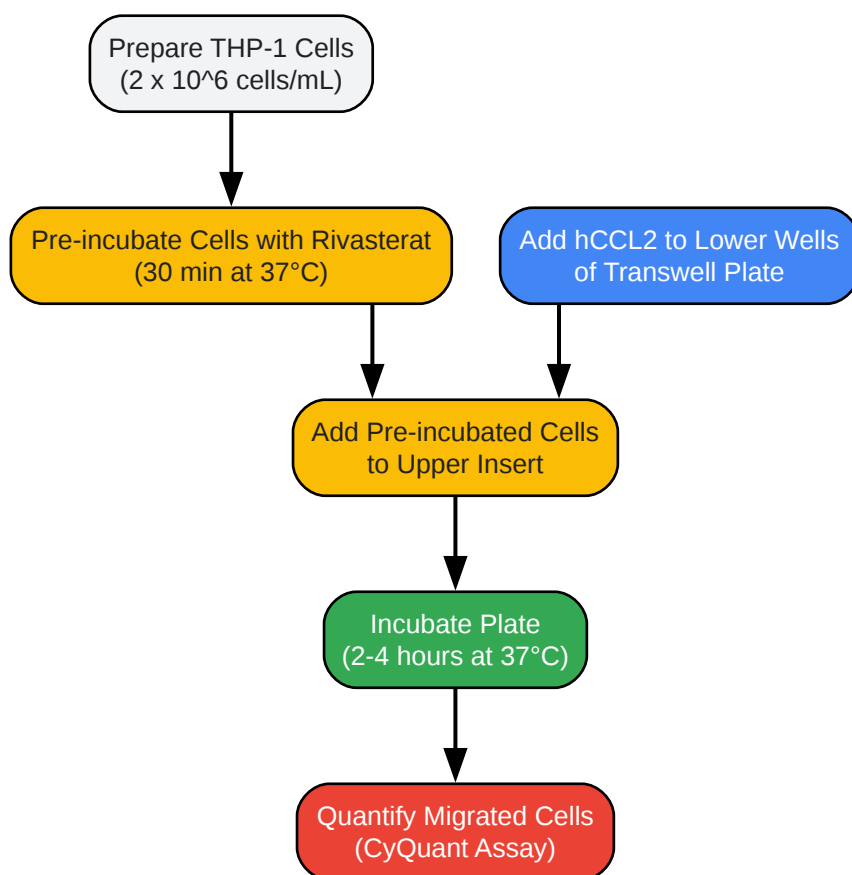 Prepare THP-1 Cells
(2 x 10^6 cells/mL)
Pre-incubate Cells with Rivasterat
(30 min at 37°C)
Add hCCL2 to Lower Wells
of Transwell Plate
Add Pre-incubated Cells
to Upper Insert
Incubate Plate
(2-4 hours at 37°C)
Quantify Migrated Cells
(CyQuant Assay)